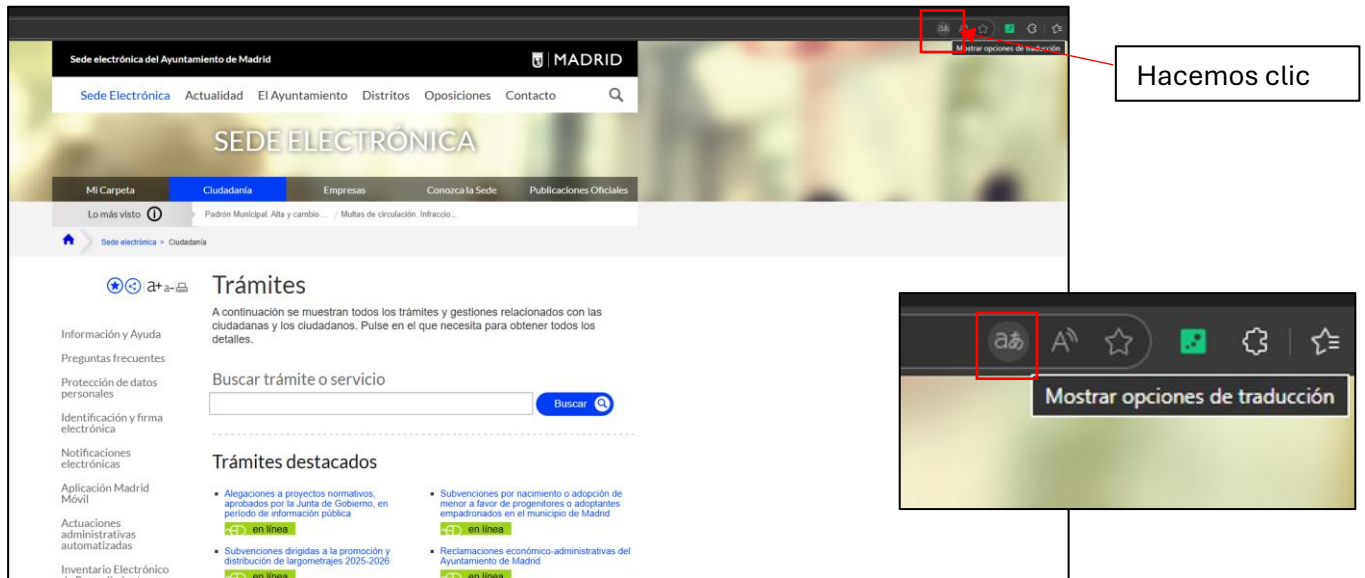 aあ A
Mostrar opciones de traducción
Hacemos clic
Sede electrónica del Ayuntamiento de Madrid
MADRID
Sede Electrónica Actualidad El Ayuntamiento Distritos Oposiciones Contacto
SEDE ELECTRÓNICA
Mi Carpeta Ciudadanía Empresas Conozca la Sede Publicaciones Oficiales
Lo más visto Padrón Municipal. Alta y cambio ... / Multas de circulación. Infraccio...
Sede electrónica > Ciudadanía
a+ a-
Trámites
A continuación se muestran todos los trámites y gestiones relacionados con las
ciudadanas y los ciudadanos. Pulse en el que necesita para obtener todos los
detalles.
Buscar trámite o servicio
Buscar
Trámites destacados
Alegaciones a proyectos normativos,
aprobados por la Junta de Gobierno, en
período de información pública
en línea
Subvenciones dirigidas a la promoción y
distribución de largometrajes 2025-2026
en línea
Subvenciones por nacimiento o adopción de
menor a favor de progenitores o adoptantes
empadronados en el municipio de Madrid
en línea
Reclamaciones económico-administrativas del
Ayuntamiento de Madrid
en línea
Información y Ayuda
Preguntas frecuentes
Protección de datos
personales
Identificación y firma
electrónica
Notificaciones
electrónicas
Aplicación Madrid
Móvil
Actuaciones
administrativas
automatizadas
Inventario Electrónico
aあ A
Mostrar opciones de traducción